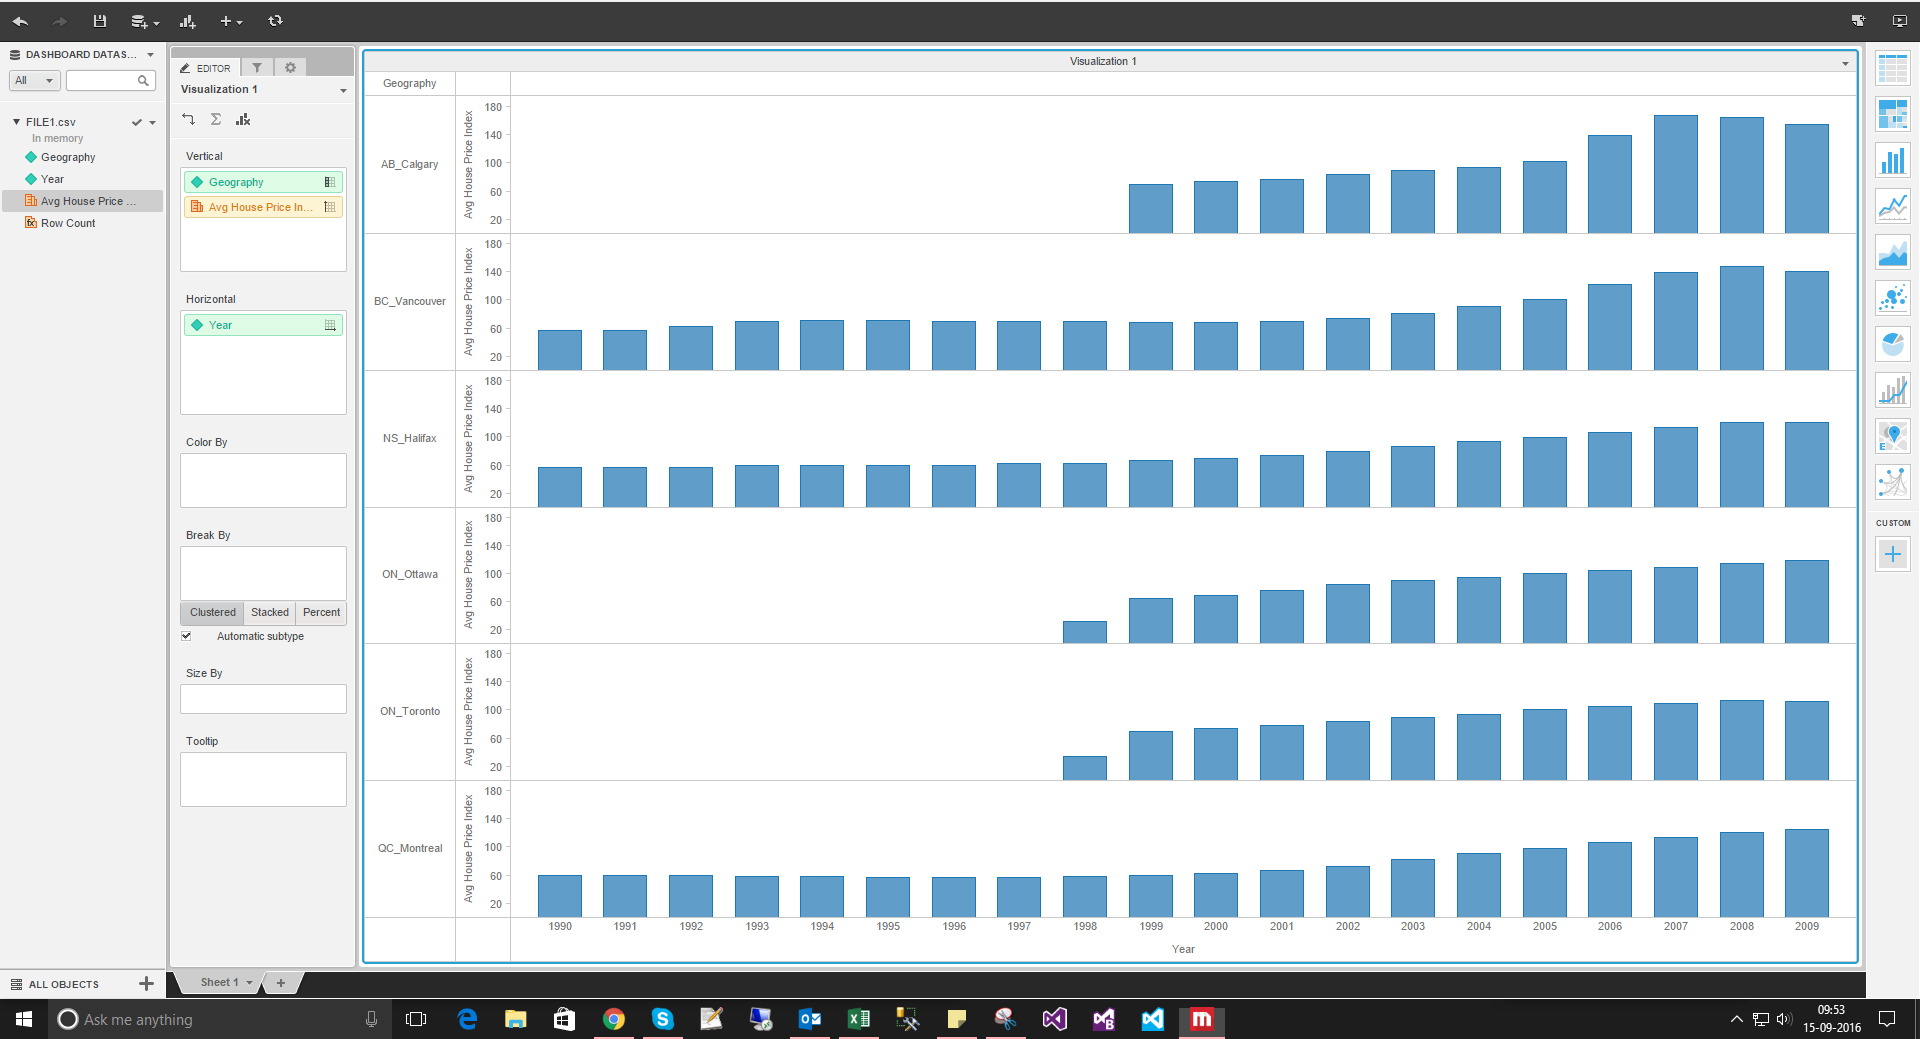 DASHBOARD DATAS...
All
FILE1.csv
In memory
Geography
Year
Avg House Price ...
Row Count
ALL OBJECTS
EDITOR
Visualization 1
Vertical
Geography
Avg House Price In...
Horizontal
Year
Color By
Break By
Clustered Stacked Percent
Automatic subtype
Size By
Tooltip
Visualization 1
Geography
AB_Calgary
Avg House Price Index
180
140
100
60
20
BC_Vancouver
Avg House Price Index
180
140
100
60
20
NS_Halifax
Avg House Price Index
180
140
100
60
20
ON_Ottawa
Avg House Price Index
180
140
100
60
20
ON_Toronto
Avg House Price Index
180
140
100
60
20
QC_Montreal
Avg House Price Index
180
140
100
60
20
1990 1991 1992 1993 1994 1995 1996 1997 1998 1999 2000 2001 2002 2003 2004 2005 2006 2007 2008 2009
Year
CUSTOM
Sheet 1
Ask me anything
09:53
15-09-2016